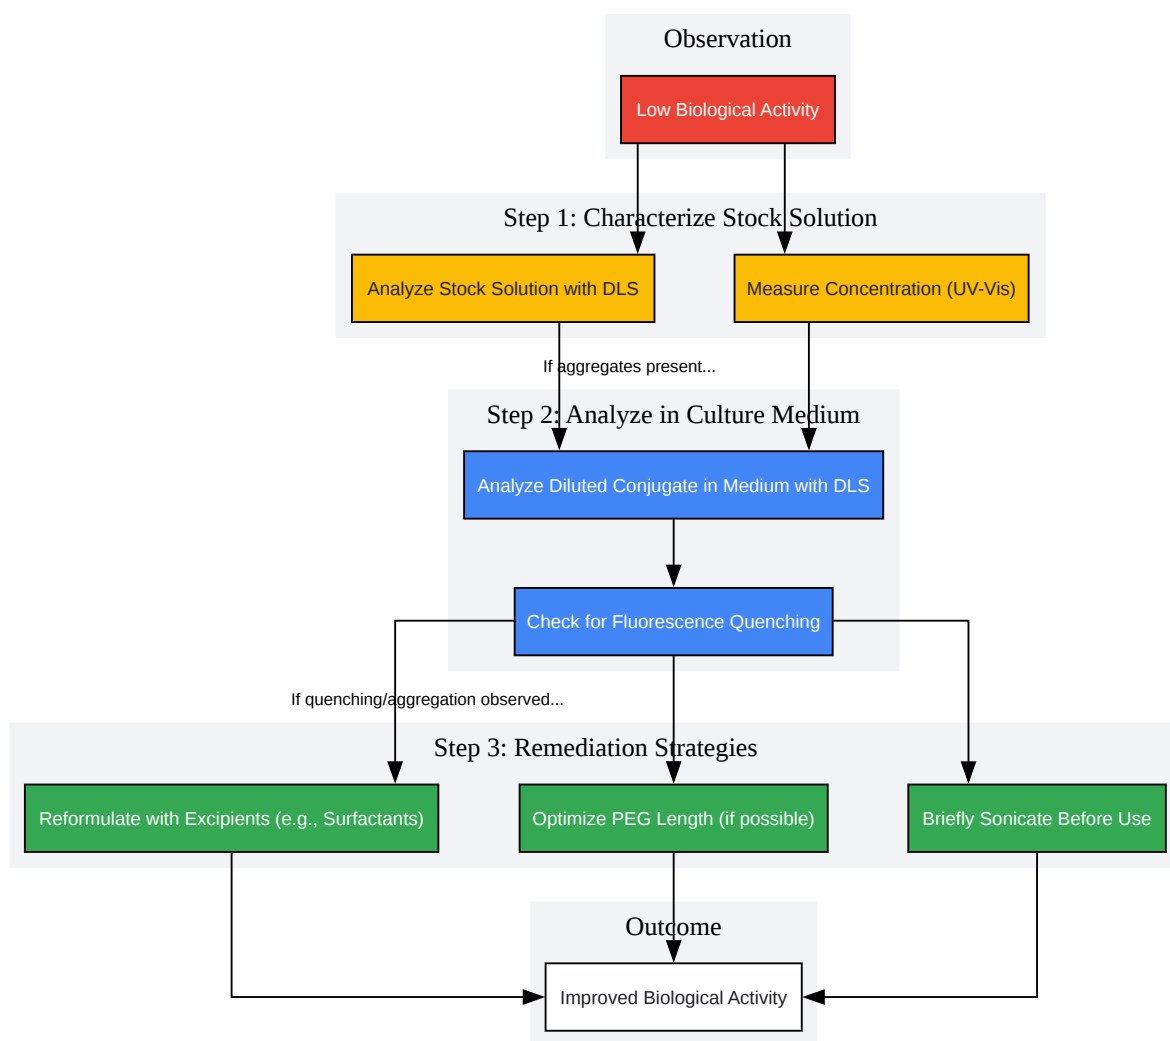 Observation
Low Biological Activity
Step 1: Characterize Stock Solution
Analyze Stock Solution with DLS
Measure Concentration (UV-Vis)
If aggregates present...
Step 2: Analyze in Culture Medium
Analyze Diluted Conjugate in Medium with DLS
Check for Fluorescence Quenching
If quenching/aggregation observed...
Step 3: Remediation Strategies
Reformulate with Excipients (e.g., Surfactants)
Optimize PEG Length (if possible)
Briefly Sonicate Before Use
Outcome
Improved Biological Activity